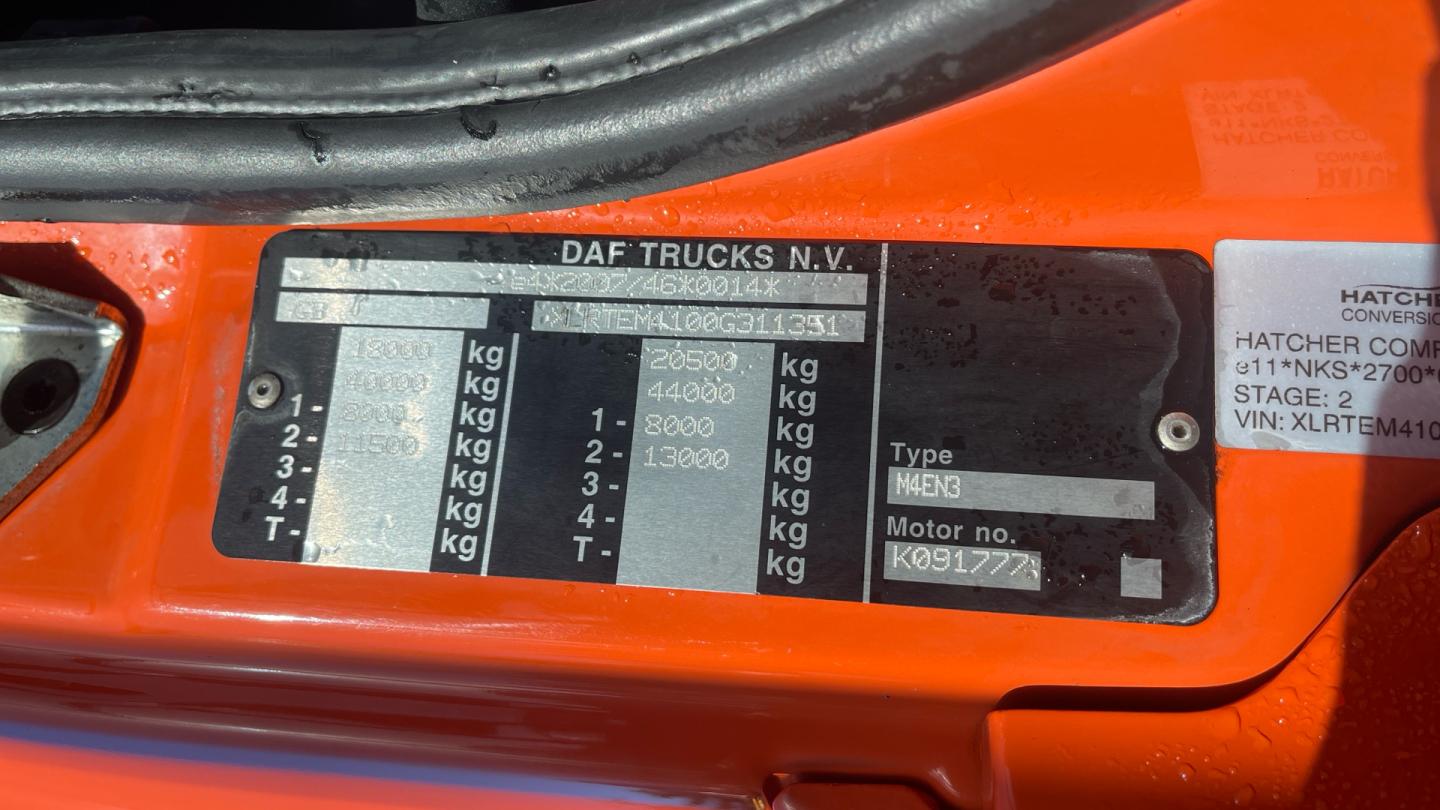 DAF TRUCKS N.V.
e4*2007/46*0014*
GB XLRTEM4100G311351
18000 kg 20500 kg
40000 kg 44000 kg
1- 8000 kg 1- 8000 kg
2- 11500 kg 2- 13000 kg
3- kg 3- kg
4- kg 4- kg
T- kg T- kg
Type
M4EN3
Motor no.
K091777
HATCHE
CONVERSIO
HATCHER COMP
e11*NKS*2700*
STAGE: 2
VIN: XLRTEM410